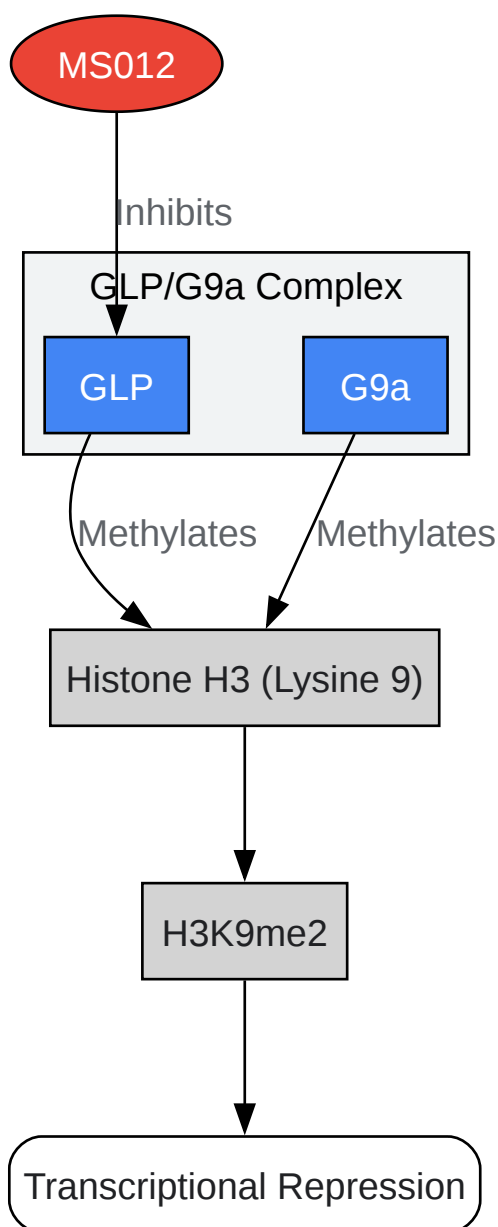 MS012
Inhibits
GLP/G9a Complex
GLP
G9a
Methylates
Methylates
Histone H3 (Lysine 9)
H3K9me2
Transcriptional Repression